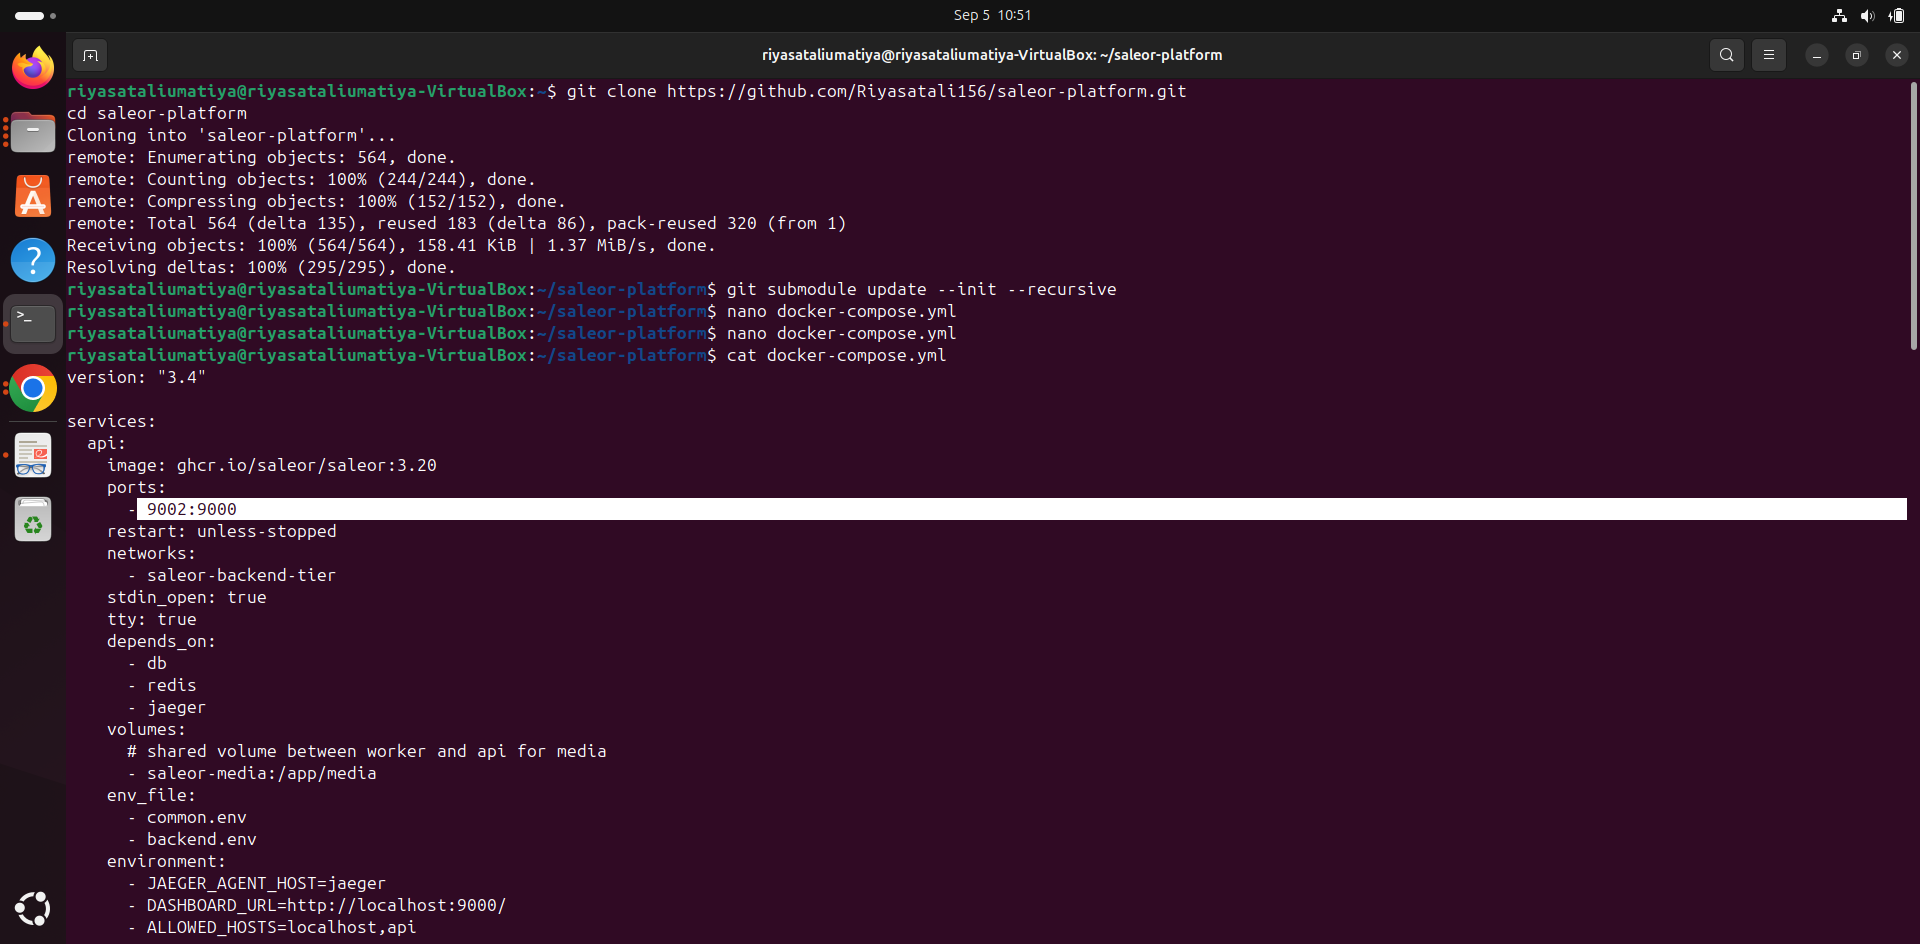 Sep 5 10:51
riyasataliumatiya@riyasataliumatiya-VirtualBox: ~/saleor-platform
riyasataliumatiya@riyasataliumatiya-VirtualBox:~$ git clone https://github.com/Riyasatali156/saleor-platform.git
cd saleor-platform
Cloning into 'saleor-platform'...
remote: Enumerating objects: 564, done.
remote: Counting objects: 100% (244/244), done.
remote: Compressing objects: 100% (152/152), done.
remote: Total 564 (delta 135), reused 183 (delta 86), pack-reused 320 (from 1)
Receiving objects: 100% (564/564), 158.41 KiB | 1.37 MiB/s, done.
Resolving deltas: 100% (295/295), done.
riyasataliumatiya@riyasataliumatiya-VirtualBox:~/saleor-platform$ git submodule update --init --recursive
riyasataliumatiya@riyasataliumatiya-VirtualBox:~/saleor-platform$ nano docker-compose.yml
riyasataliumatiya@riyasataliumatiya-VirtualBox:~/saleor-platform$ nano docker-compose.yml
riyasataliumatiya@riyasataliumatiya-VirtualBox:~/saleor-platform$ cat docker-compose.yml
version: "3.4"

services:
  api:
    image: ghcr.io/saleor/saleor:3.20
    ports:
      - 9002:9000
    restart: unless-stopped
    networks:
      - saleor-backend-tier
    stdin_open: true
    tty: true
    depends_on:
      - db
      - redis
      - jaeger
    volumes:
      # shared volume between worker and api for media
      - saleor-media:/app/media
    env_file:
      - common.env
      - backend.env
    environment:
      - JAEGER_AGENT_HOST=jaeger
      - DASHBOARD_URL=http://localhost:9000/
      - ALLOWED_HOSTS=localhost,api